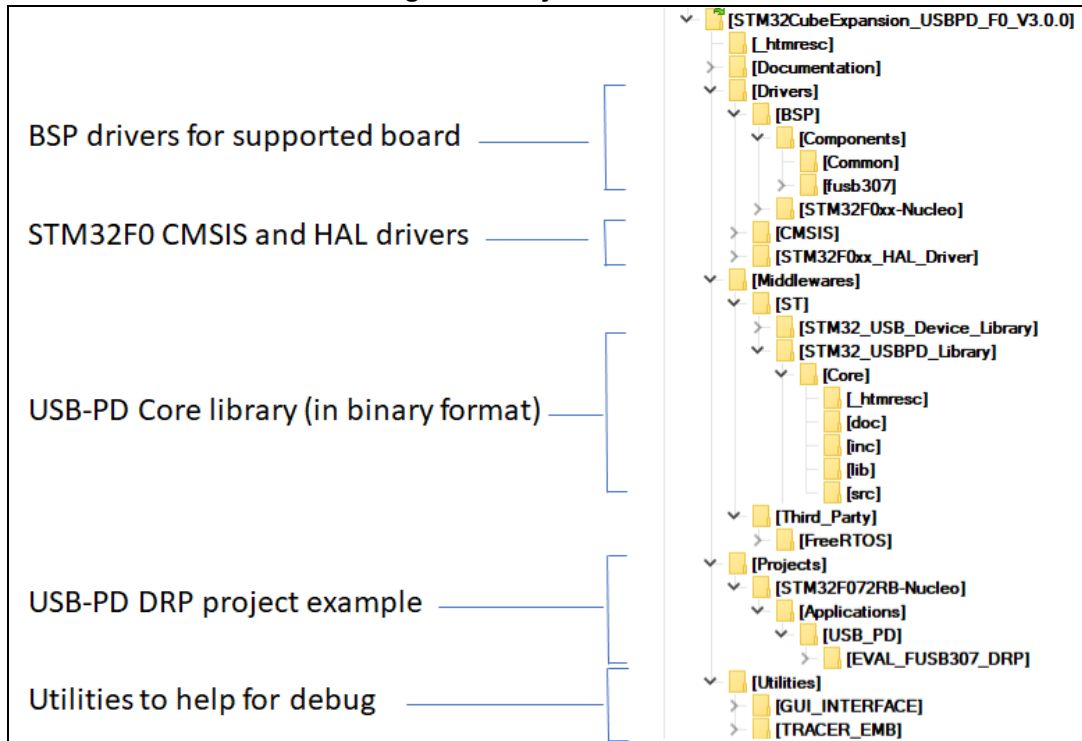 [STM32CubeExpansion_USBPD_F0_V3.0.0]
[_htmresc]
[Documentation]
[Drivers]
[BSP]
BSP drivers for supported board
[Components]
[Common]
[fusb307]
[STM32F0xx-Nucleo]
STM32F0 CMSIS and HAL drivers
[CMSIS]
[STM32F0xx_HAL_Driver]
[Middlewares]
[ST]
[STM32_USB_Device_Library]
[STM32_USBPD_Library]
[Core]
USB-PD Core library (in binary format)
[_htmresc]
[doc]
[inc]
[lib]
[src]
[Third_Party]
[FreeRTOS]
[Projects]
[STM32F072RB-Nucleo]
USB-PD DRP project example
[Applications]
[USB_PD]
[EVAL_FUSB307_DRP]
[Utilities]
Utilities to help for debug
[GUI_INTERFACE]
[TRACER_EMB]